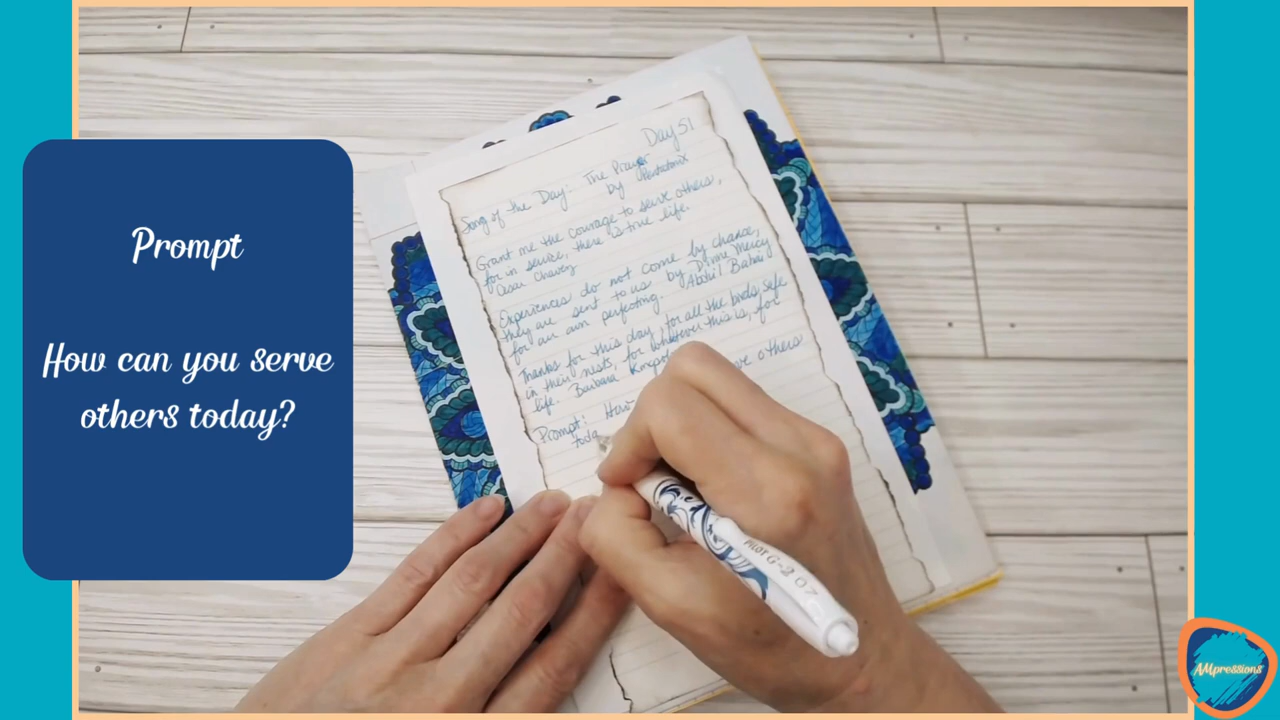 Prompt
How can you serve
others today?
Day 51
Song of the Day: The Prayer
by Pentatonix
Grant me the courage to serve others,
for in service, there is true life.
Cesar Chavez
Experiences do not come by chance,
they are sent to us by Divine Mercy
for our own perfecting. Abdu'l Baha
Thanks for this day, for all the birds safe
in their nests, for whatever this is, for
life. Barbara
Prompt: How others
toda
PILOT G-2 07
AMpressions